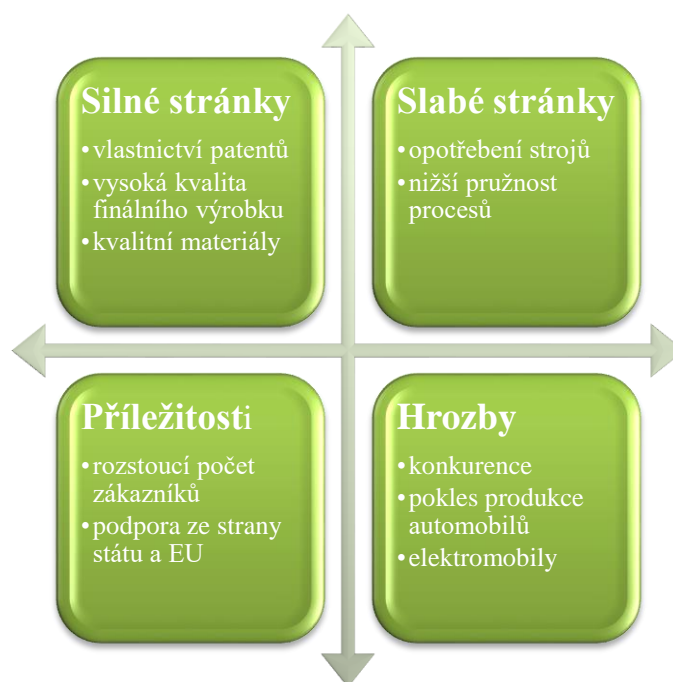 Silné stránky
•vlastnictví patentů
•vysoká kvalita
finálního výrobku
•kvalitní materiály
Slabé stránky
•opotřebení strojů
•nižší pružnost
procesů
Příležitosti
•rozstoucí počet
zákazníků
•podpora ze strany
státu a EU
Hrozby
•konkurence
•pokles produkce
automobilů
•elektromobily